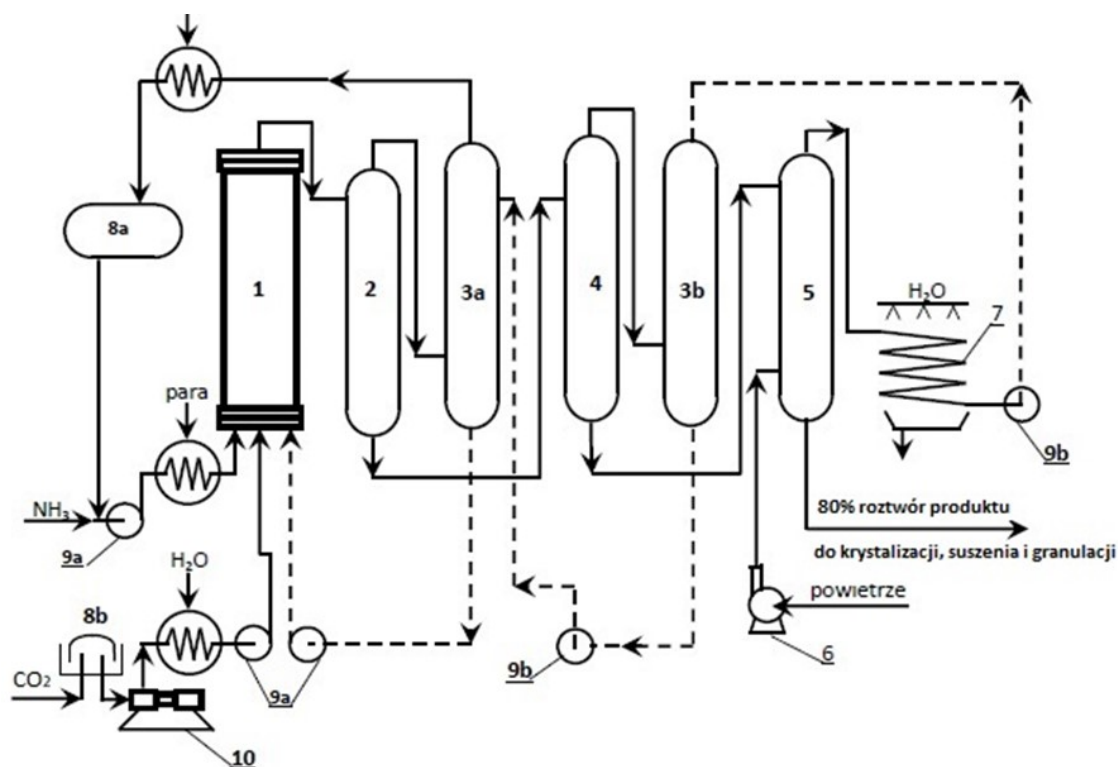 8a
1
2
3a
4
3b
5
H₂O
7
9b
para
NH₃
9a
80% roztwór produktu
do krystalizacji, suszenia i granulacji
H₂O
8b
CO₂
9a
10
9b
powietrze
6